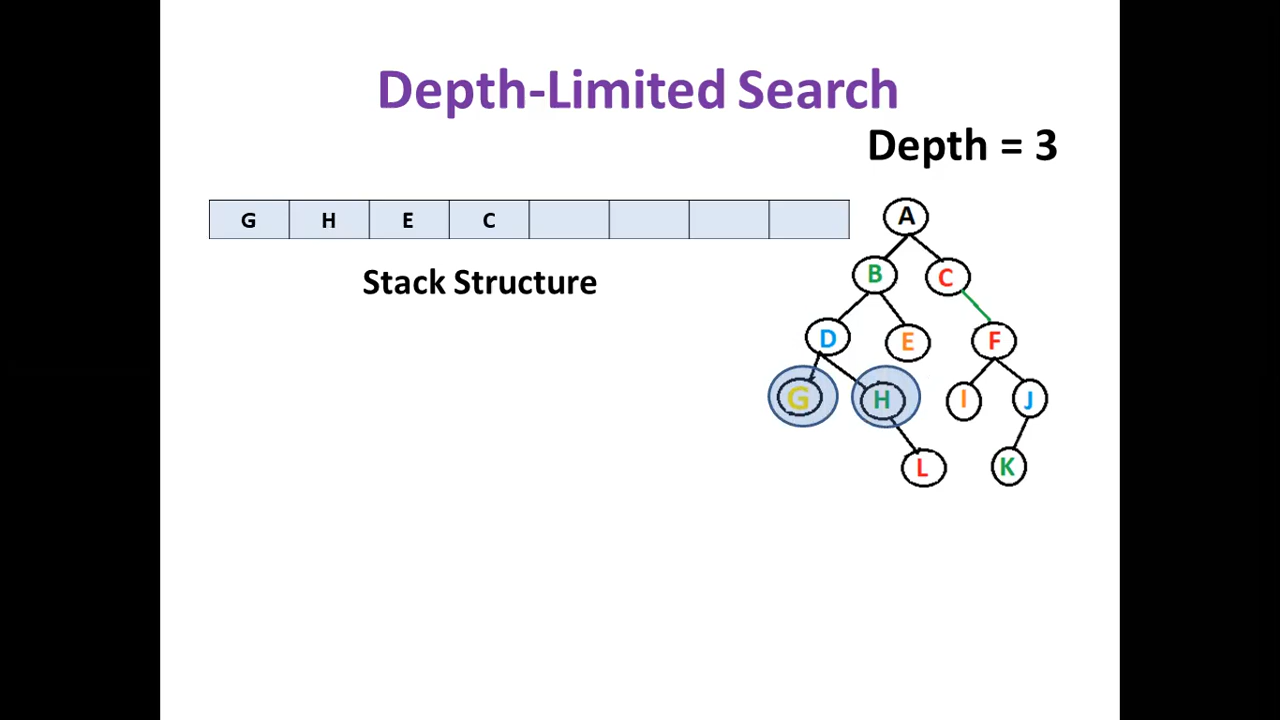 Depth-Limited Search
Depth = 3
G H E C
Stack Structure
A
B C
D E F
G H I J
L K